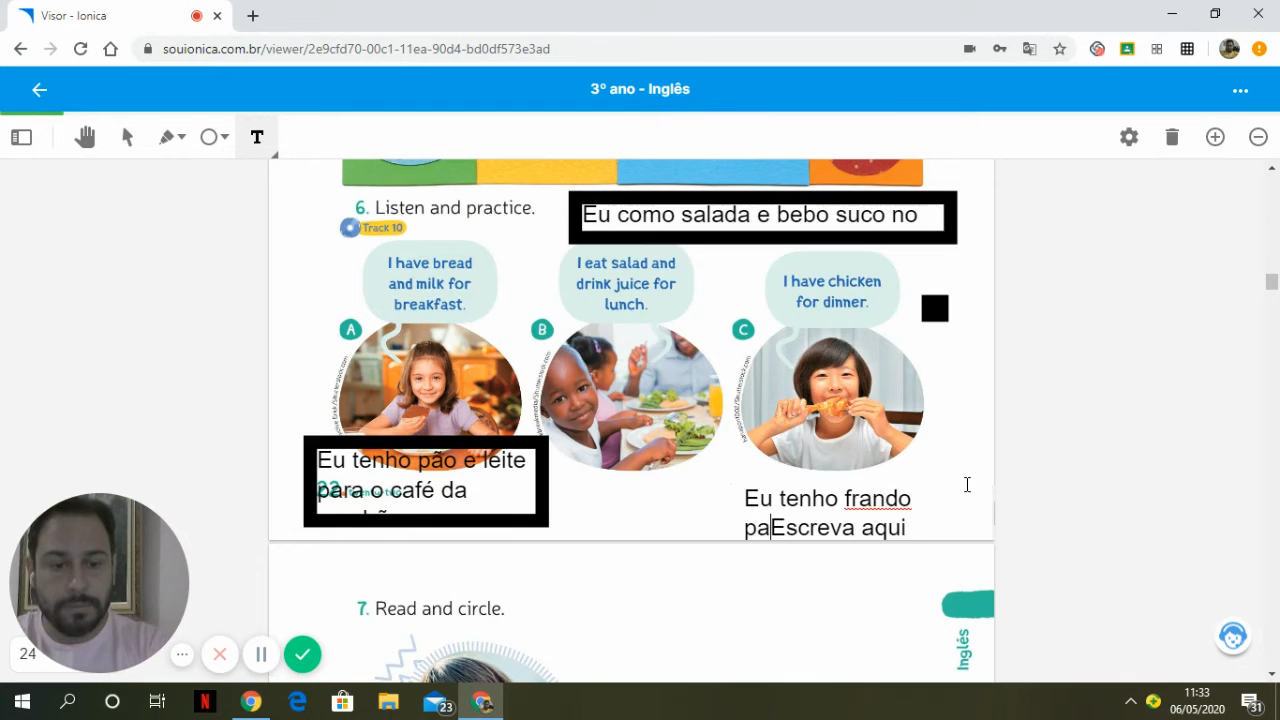 Visor - Ionica
souionica.com.br/viewer/2e9cfd70-00c1-11ea-90d4-bd0df573e3ad
3º ano - Inglês
T
6. Listen and practice.
Track 10
Eu como salada e bebo suco no
I have bread
and milk for
breakfast.
I eat salad and
drink juice for
lunch.
I have chicken
for dinner.
A
B
C
Eu tenho pão e leite
para o café da
Eu tenho frando
paEscreva aqui
7. Read and circle.
Inglês
24
23
11:33
06/05/2020
31